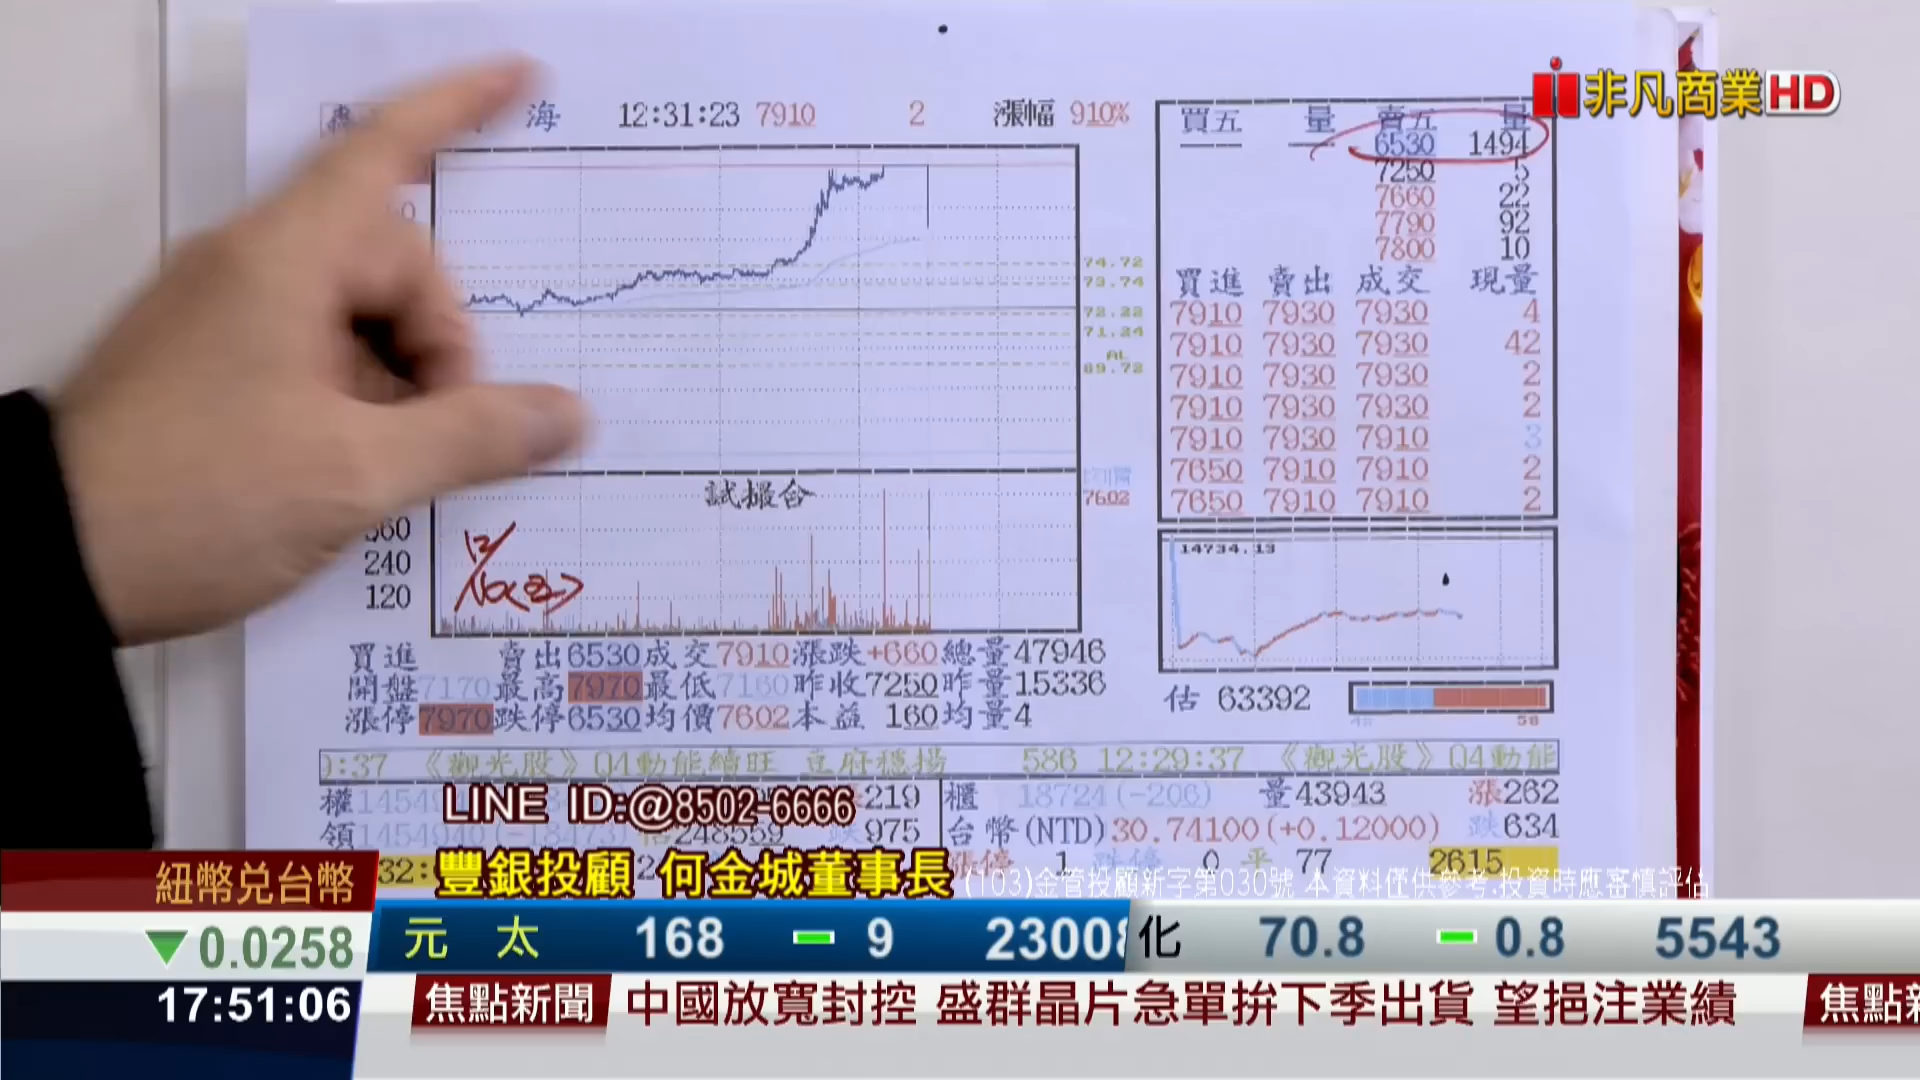 非凡商業HD
海 12:31:23 7910 2 漲幅 910%
買五 量 賣五 量
6530 1494
7250 5
7660 22
7790 92
7800 10
74.72
73.74
72.22
71.24
AL
69.72
買進 賣出 成交 現量
7910 7930 7930 4
7910 7930 7930 42
7910 7930 7930 2
7910 7930 7930 2
7910 7930 7910 3
7650 7910 7910 2
7650 7910 7910 2
7602
試撮合
360
240
120
14734.13
買進 賣出6530成交7910漲跌+660總量47946
開盤7170最高7970最低7160昨收7250昨量15336
漲停7970跌停6530均價7602本益 160均量4
估 63392
58
9:37 《觀光股》Q4動能續旺 586 12:29:37 《觀光股》Q4動能
219 櫃 18724(-206) 量43943 漲262
975 台幣(NTD)30.74100(+0.12000) 跌634
漲停 1 跌停 0 平 77 2615
LINE ID:@8502-6666
32:豐銀投顧 何金城董事長
(103)金管投顧新字第030號 本資料僅供參考.投資時應審慎評估
紐幣兌台幣
▼0.0258
元 太 168 – 9 2300 化 70.8 – 0.8 5543
17:51:06
焦點新聞 中國放寬封控 盛群晶片急單拚下季出貨 望挹注業績 焦點新